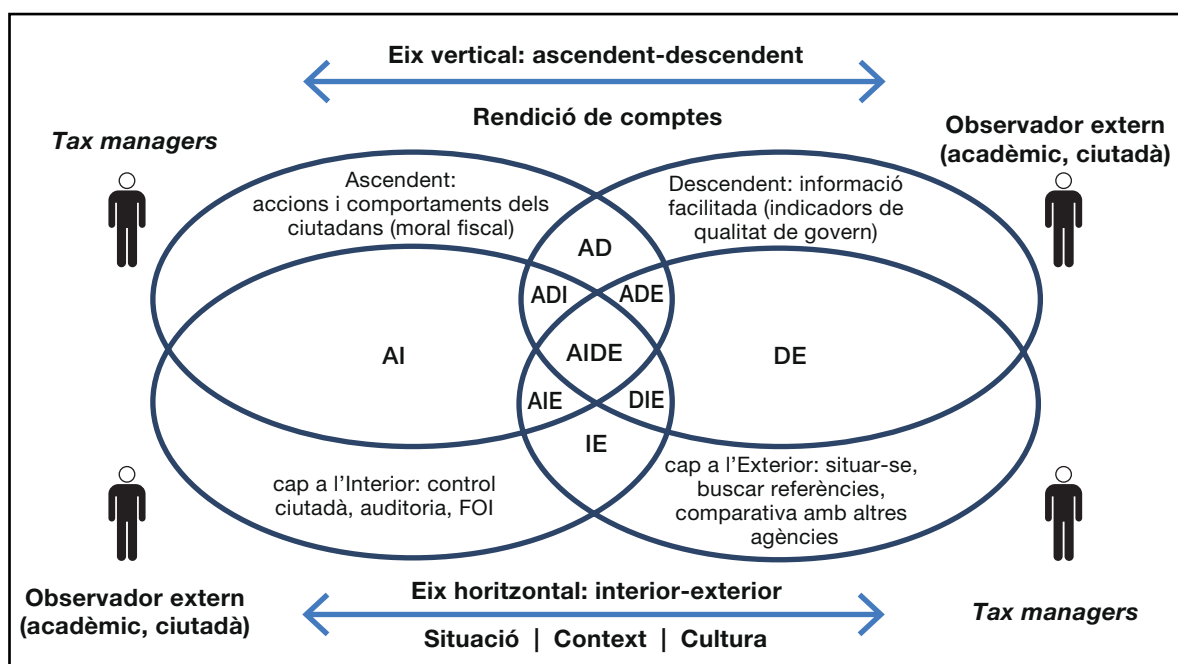 Eix vertical: ascendent-descendent
Rendició de comptes
Tax managers
Observador extern
(acadèmic, ciutadà)
Ascendent:
accions i comportaments dels
ciutadans (moral fiscal)
Descendent: informació
facilitada (indicadors de
qualitat de govern)
AD
ADI
ADE
AI
AIDE
DE
AIE
DIE
IE
cap a l’Interior: control
ciutadà, auditoria, FOI
cap a l’Exterior: situar-se,
buscar referències,
comparativa amb altres
agències
Observador extern
(acadèmic, ciutadà)
Eix horitzontal: interior-exterior
Tax managers
Situació | Context | Cultura